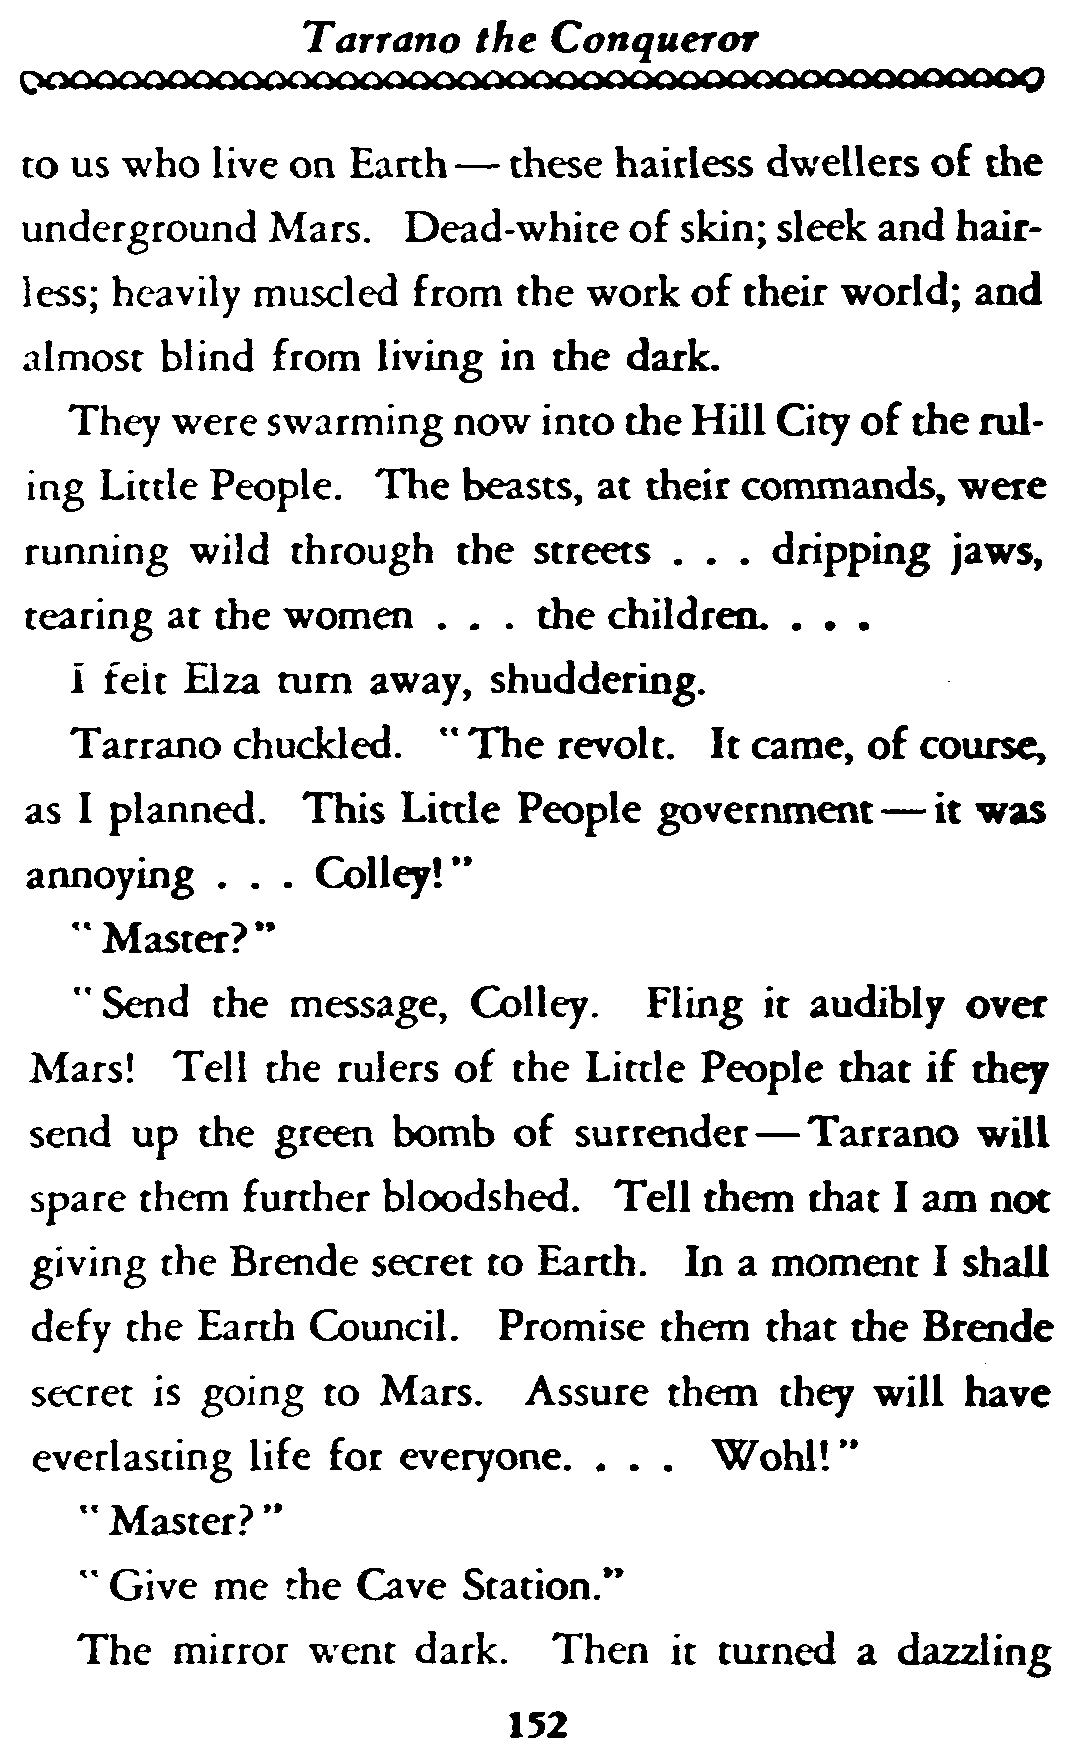 Tarrano the Conqueror
to us who live on Earth — these hairless dwellers of the
underground Mars. Dead-white of skin; sleek and hair-
less; heavily muscled from the work of their world; and
almost blind from living in the dark.
They were swarming now into the Hill City of the rul-
ing Little People. The beasts, at their commands, were
running wild through the streets . . . dripping jaws,
tearing at the women . . . the children. . . .
I felt Elza turn away, shuddering.
Tarrano chuckled. "The revolt. It came, of course,
as I planned. This Little People government — it was
annoying . . . Colley!"
"Master?"
"Send the message, Colley. Fling it audibly over
Mars! Tell the rulers of the Little People that if they
send up the green bomb of surrender — Tarrano will
spare them further bloodshed. Tell them that I am not
giving the Brende secret to Earth. In a moment I shall
defy the Earth Council. Promise them that the Brende
secret is going to Mars. Assure them they will have
everlasting life for everyone. . . . Wohl!"
"Master?"
"Give me the Cave Station."
The mirror went dark. Then it turned a dazzling
152